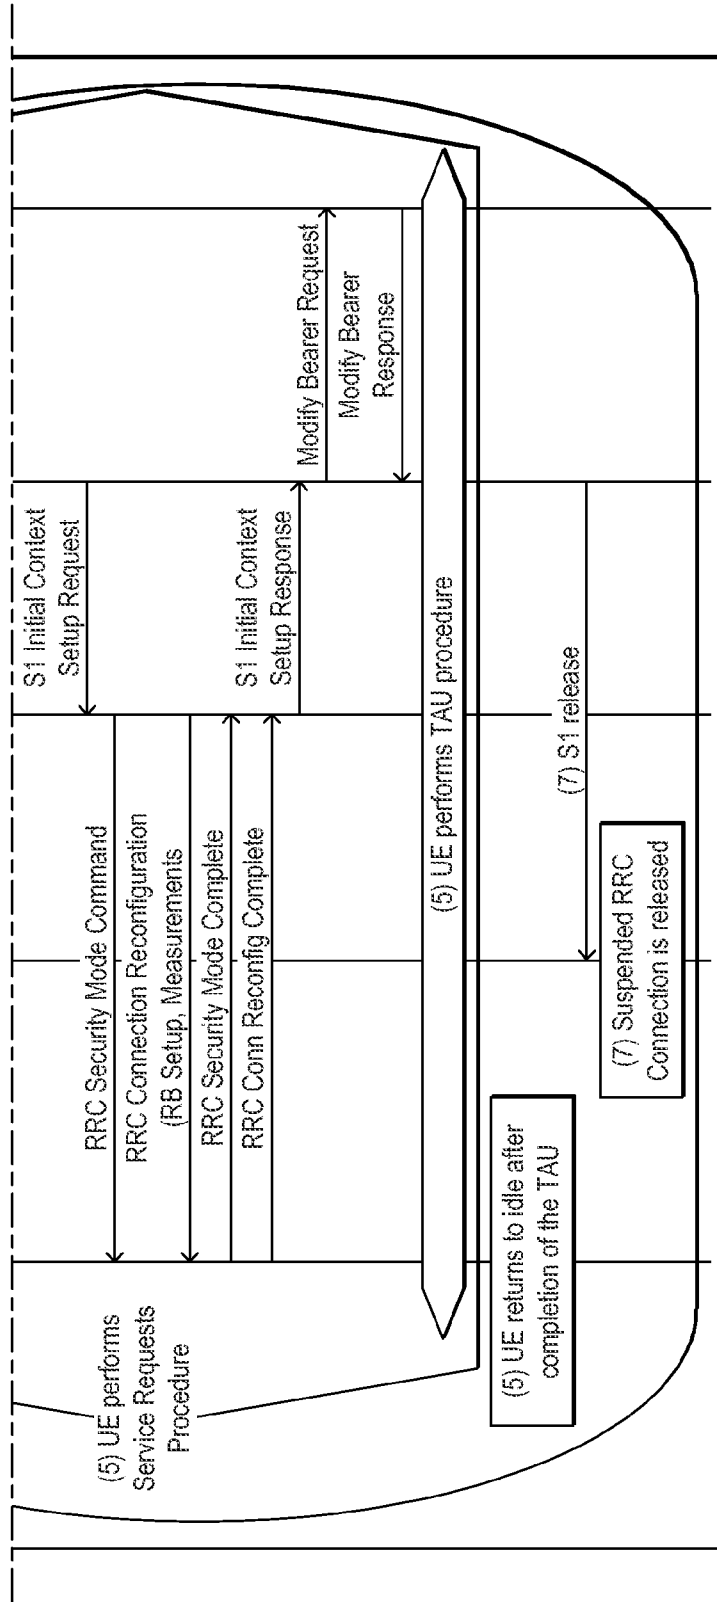 S1 Initial Context
Setup Request
RRC Security Mode Command
RRC Connection Reconfiguration
(RB Setup, Measurements
RRC Security Mode Complete
RRC Conn Reconfig Complete
(5) UE performs
Service Requests
Procedure
S1 Initial Context
Setup Response
Modify Bearer Request
Modify Bearer
Response
(5) UE performs TAU procedure
(5) UE returns to idle after
completion of the TAU
(7) S1 release
(7) Suspended RRC
Connection is released